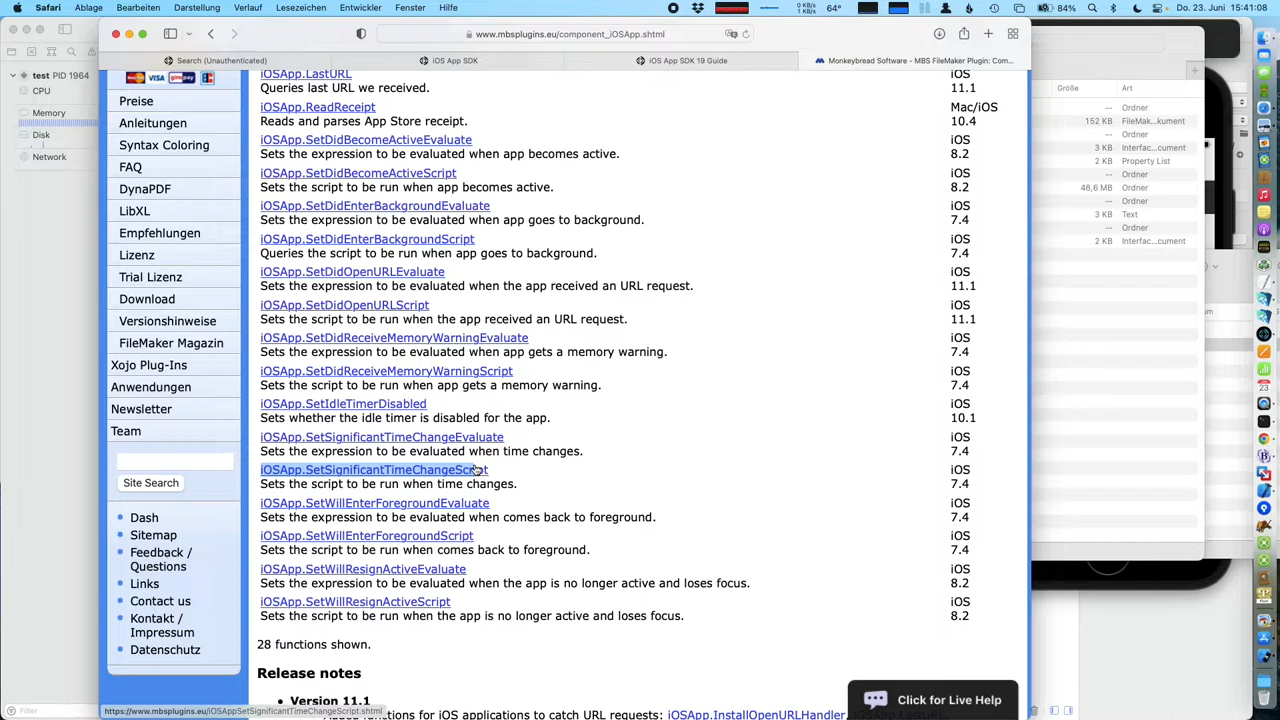 Safari Ablage Bearbeiten Darstellung Verlauf Lesezeichen Entwickler Fenster Hilfe
0 KB/s
1 KB/s
64°
Do. 23. Juni 15:41:08
www.mbsplugins.eu/component_iOSApp.shtml
Search (Unauthenticated)
iOS App SDK
iOS App SDK 19 Guide
Monkeybread Software - MBS FileMaker Plugin: Com...
test PID 1964
CPU
Memory
Disk
Network
Filter
Preise
Anleitungen
Syntax Coloring
FAQ
DynaPDF
LibXL
Empfehlungen
Lizenz
Trial Lizenz
Download
Versionshinweise
FileMaker Magazin
Xojo Plug-Ins
Anwendungen
Newsletter
Team
Site Search
Dash
Sitemap
Feedback /
Questions
Links
Contact us
Kontakt /
Impressum
Datenschutz
iOSApp.LastURL iOS
Queries last URL we received. 11.1
iOSApp.ReadReceipt Mac/iOS
Reads and parses App Store receipt. 10.4
iOSApp.SetDidBecomeActiveEvaluate iOS
Sets the expression to be evaluated when app becomes active. 8.2
iOSApp.SetDidBecomeActiveScript iOS
Sets the script to be run when app becomes active. 8.2
iOSApp.SetDidEnterBackgroundEvaluate iOS
Sets the expression to be evaluated when app goes to background. 7.4
iOSApp.SetDidEnterBackgroundScript iOS
Queries the script to be run when app goes to background. 7.4
iOSApp.SetDidOpenURLEvaluate iOS
Sets the expression to be evaluated when the app received an URL request. 11.1
iOSApp.SetDidOpenURLScript iOS
Sets the script to be run when the app received an URL request. 11.1
iOSApp.SetDidReceiveMemoryWarningEvaluate iOS
Sets the expression to be evaluated when app gets a memory warning. 7.4
iOSApp.SetDidReceiveMemoryWarningScript iOS
Sets the script to be run when app gets a memory warning. 7.4
iOSApp.SetIdleTimerDisabled iOS
Sets whether the idle timer is disabled for the app. 10.1
iOSApp.SetSignificantTimeChangeEvaluate iOS
Sets the expression to be evaluated when time changes. 7.4
iOSApp.SetSignificantTimeChangeScript iOS
Sets the script to be run when time changes. 7.4
iOSApp.SetWillEnterForegroundEvaluate iOS
Sets the expression to be evaluated when comes back to foreground. 7.4
iOSApp.SetWillEnterForegroundScript iOS
Sets the script to be run when comes back to foreground. 7.4
iOSApp.SetWillResignActiveEvaluate iOS
Sets the expression to be evaluated when the app is no longer active and loses focus. 8.2
iOSApp.SetWillResignActiveScript iOS
Sets the script to be run when the app is no longer active and loses focus. 8.2
28 functions shown.
Release notes
Version 11.1
Added functions for iOS applications to catch URL requests: iOSApp.InstallOpenURLHandler,
https://www.mbsplugins.eu/iOSAppSetSignificantTimeChangeScript.shtml
Click for Live Help
Größe Art
-- Ordner
152 KB FileMak...kument
-- Ordner
3 KB Interfac...cument
2 KB Property List
-- Ordner
48,6 MB Ordner
-- Ordner
3 KB Text
-- Ordner
2 KB Interfac...cument